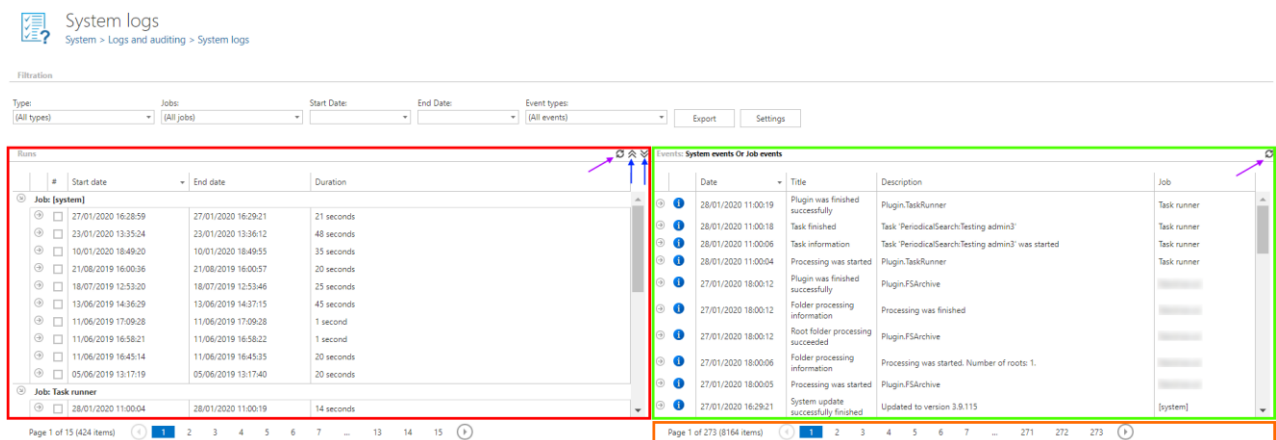 System logs
System > Logs and auditing > System logs
Filtration
Type: Jobs: Start Date: End Date: Event types:
(All types) (All jobs) (All events) Export Settings
Runs
# Start date End date Duration
Job: [system]
27/01/2020 16:28:59 27/01/2020 16:29:21 21 seconds
23/01/2020 13:35:24 23/01/2020 13:36:12 48 seconds
10/01/2020 18:49:20 10/01/2020 18:49:55 35 seconds
21/08/2019 16:00:36 21/08/2019 16:00:57 20 seconds
18/07/2019 12:53:20 18/07/2019 12:53:46 25 seconds
13/06/2019 14:36:29 13/06/2019 14:37:15 45 seconds
11/06/2019 17:09:28 11/06/2019 17:09:28 1 second
11/06/2019 16:58:21 11/06/2019 16:58:22 1 second
11/06/2019 16:45:14 11/06/2019 16:45:35 20 seconds
05/06/2019 13:17:19 05/06/2019 13:17:40 20 seconds
Job: Task runner
28/01/2020 11:00:04 28/01/2020 11:00:19 14 seconds
Page 1 of 15 (424 items) 1 2 3 4 5 6 7 ... 13 14 15
Events: System events Or Job events
Date Title Description Job
28/01/2020 11:00:19 Plugin was finished successfully Plugin.TaskRunner Task runner
28/01/2020 11:00:18 Task finished Task 'PeriodicalSearch:Testing admin3' Task runner
28/01/2020 11:00:06 Task information Task 'PeriodicalSearch:Testing admin3' was started Task runner
28/01/2020 11:00:04 Processing was started Plugin.TaskRunner Task runner
27/01/2020 18:00:12 Plugin was finished successfully Plugin.FSArchive
27/01/2020 18:00:12 Folder processing information Processing was finished
27/01/2020 18:00:12 Root folder processing succeeded Plugin.FSArchive
27/01/2020 18:00:06 Folder processing information Processing was started. Number of roots: 1.
27/01/2020 18:00:05 Processing was started Plugin.FSArchive
27/01/2020 16:29:21 System update successfully finished Updated to version 3.9.115 [system]
Page 1 of 273 (8164 items) 1 2 3 4 5 6 7 ... 271 272 273